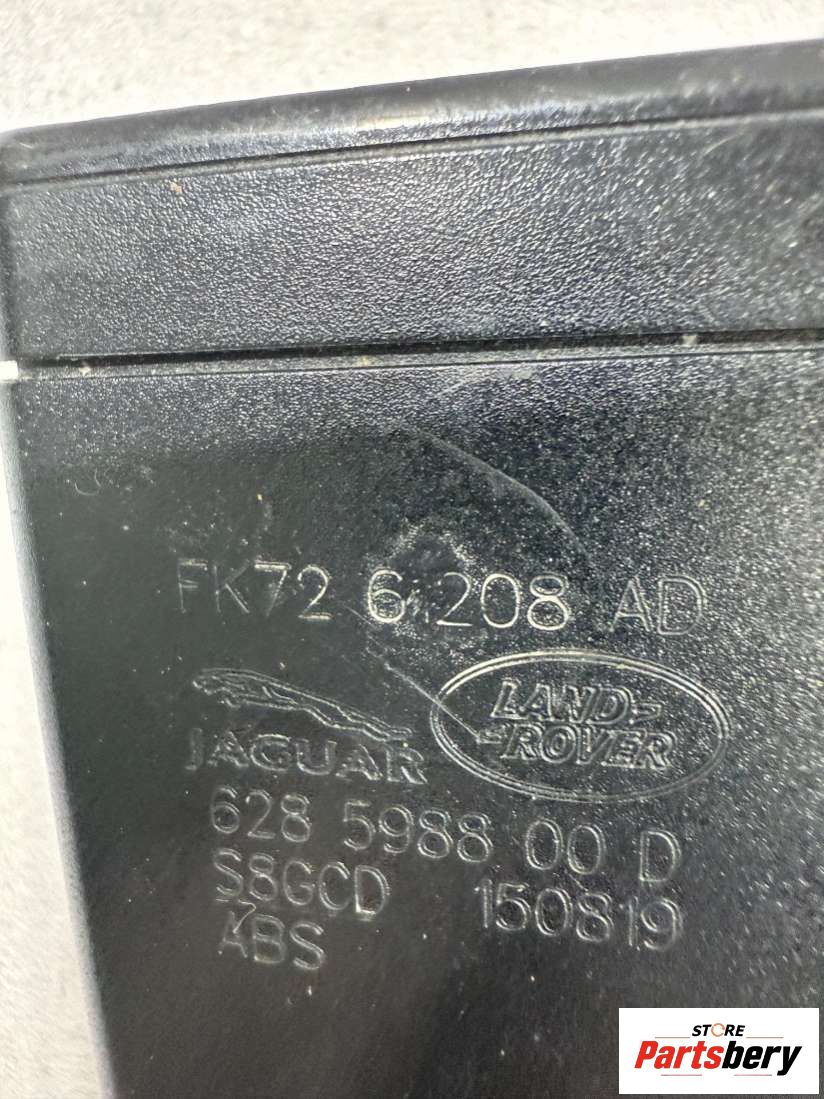 FK72 6 208 AD
JAGUAR
LAND-
-ROVER
628 5988 00 D
S8GCD 150819
ABS
STORE
Partsbery